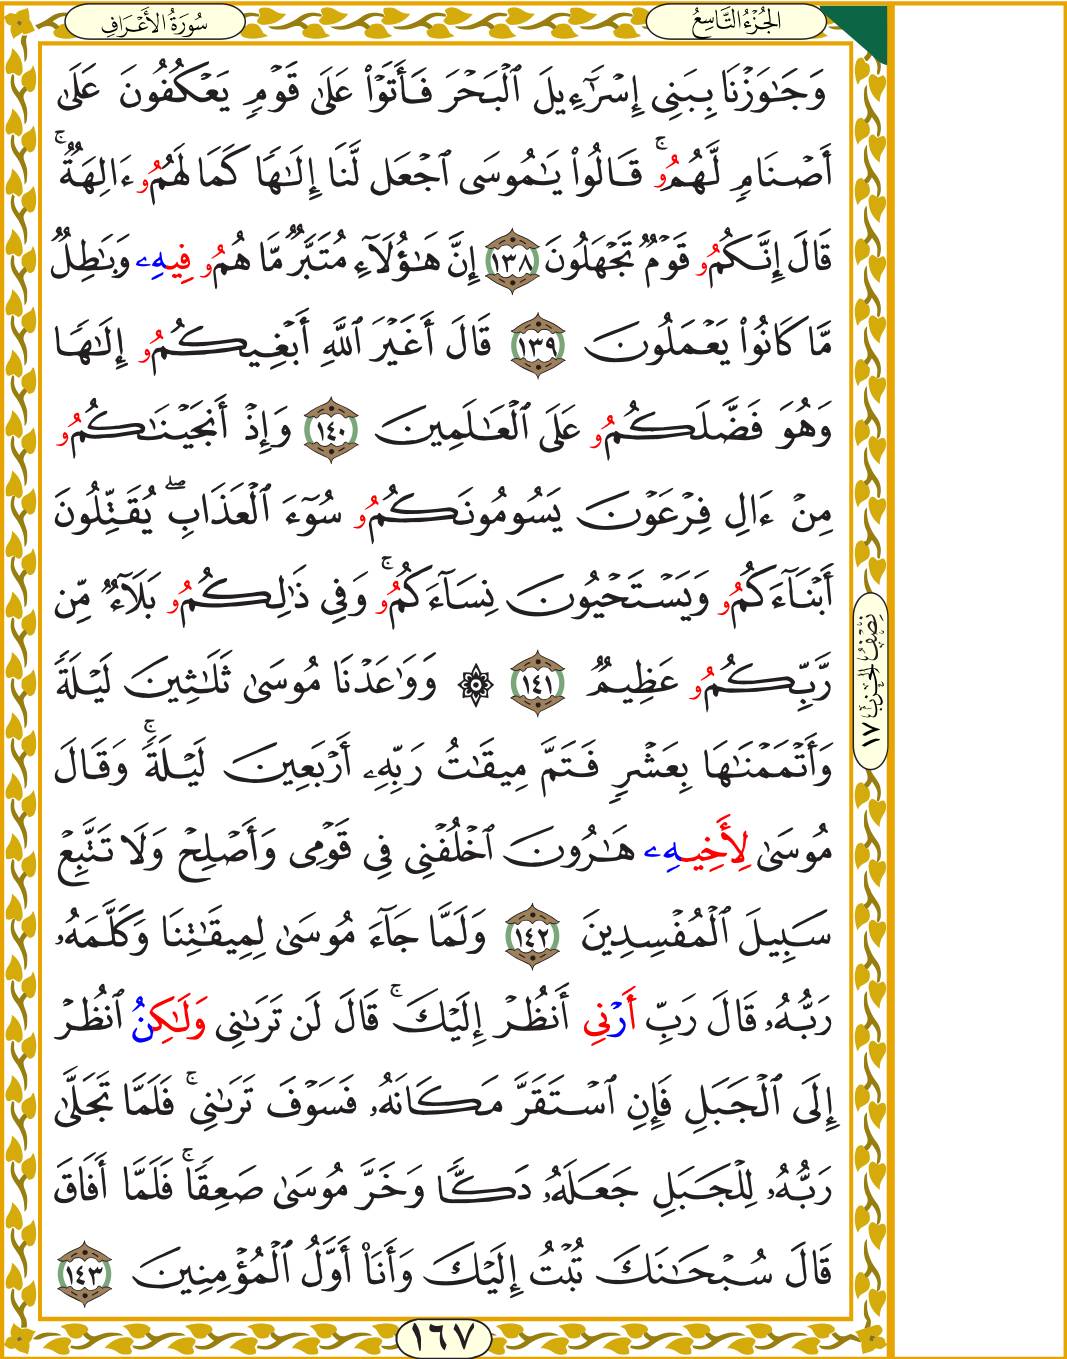 سُورَةُ الأَعْرَافِ
الجُزْءُ التَّاسِعُ
وَجَٰوَزْنَا بِبَنِى إِسْرَٰٓءِيلَ ٱلْبَحْرَ فَأَتَوْا۟ عَلَىٰ قَوْمٍ يَعْكُفُونَ عَلَىٰٓ
أَصْنَامٍ لَّهُمُۥ ۚ قَالُوا۟ يَٰمُوسَى ٱجْعَل لَّنَا إِلَٰهًا كَمَا لَهُمُۥ ءَالِهَةٌ ۚ
قَالَ إِنَّكُمُۥ قَوْمٌ تَجْهَلُونَ ١٣٨ إِنَّ هَٰؤُلَآءِ مُتَبَّرٌ مَّا هُمُۥ فِيهِۦ وَبَٰطِلٌ
مَّا كَانُوا۟ يَعْمَلُونَ ١٣٩ قَالَ أَغَيْرَ ٱللَّهِ أَبْغِيكُمُۥ إِلَٰهًا
وَهُوَ فَضَّلَكُمُۥ عَلَى ٱلْعَٰلَمِينَ ١٤٠ وَإِذْ أَنجَيْنَٰكُمُۥ
مِنْ ءَالِ فِرْعَوْنَ يَسُومُونَكُمُۥ سُوٓءَ ٱلْعَذَابِ ۖ يُقَتِّلُونَ
أَبْنَآءَكُمُۥ وَيَسْتَحْيُونَ نِسَآءَكُمُۥ ۚ وَفِى ذَٰلِكُمُۥ بَلَآءٌ مِّن
رَّبِّكُمُۥ عَظِيمٌ ١٤١ ۞ وَوَٰعَدْنَا مُوسَىٰ ثَلَٰثِينَ لَيْلَةً
وَأَتْمَمْنَٰهَا بِعَشْرٍ فَتَمَّ مِيقَٰتُ رَبِّهِۦ أَرْبَعِينَ لَيْلَةً ۚ وَقَالَ
مُوسَىٰ لِأَخِيهِۦ هَٰرُونَ ٱخْلُفْنِى فِى قَوْمِى وَأَصْلِحْ وَلَا تَتَّبِعْ
سَبِيلَ ٱلْمُفْسِدِينَ ١٤٢ وَلَمَّا جَآءَ مُوسَىٰ لِمِيقَٰتِنَا وَكَلَّمَهُۥ
رَبُّهُۥ قَالَ رَبِّ أَرْنِى أَنظُرْ إِلَيْكَ ۚ قَالَ لَن تَرَىٰنِى وَلَٰكِنُ ٱنظُرْ
إِلَى ٱلْجَبَلِ فَإِنِ ٱسْتَقَرَّ مَكَانَهُۥ فَسَوْفَ تَرَىٰنِى ۚ فَلَمَّا تَجَلَّىٰ
رَبُّهُۥ لِلْجَبَلِ جَعَلَهُۥ دَكًّا وَخَرَّ مُوسَىٰ صَعِقًا ۚ فَلَمَّا أَفَاقَ
قَالَ سُبْحَٰنَكَ تُبْتُ إِلَيْكَ وَأَنَا۠ أَوَّلُ ٱلْمُؤْمِنِينَ ١٤٣
نِصْفُ الحِزْبِ ١٧
١٦٧